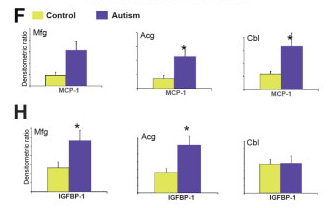 F
Control Autism
Densitometric ratio
Mfg
MCP-1
Acg
*
MCP-1
Cbl
*
MCP-1
H
Densitometric ratio
Mfg
*
IGFBP-1
Acg
*
IGFBP-1
Cbl
IGFBP-1